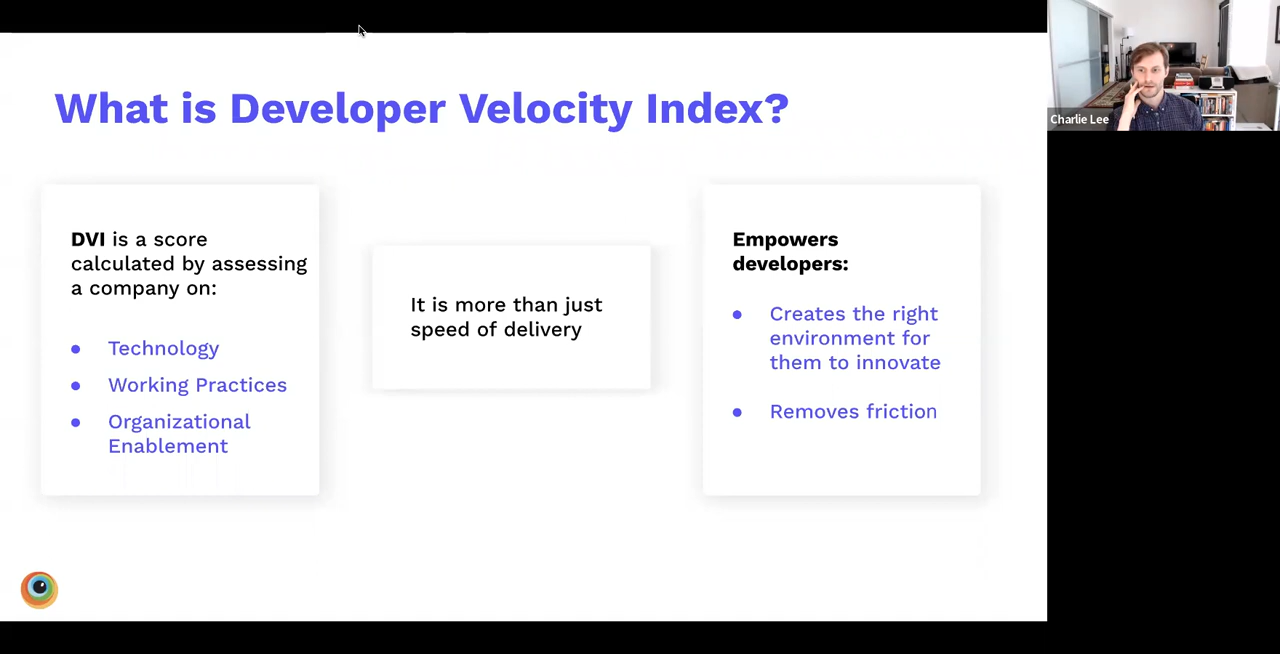 What is Developer Velocity Index?
DVI is a score
calculated by assessing
a company on:
● Technology
● Working Practices
● Organizational
Enablement
It is more than just
speed of delivery
Empowers
developers:
● Creates the right
environment for
them to innovate
● Removes friction
Charlie Lee